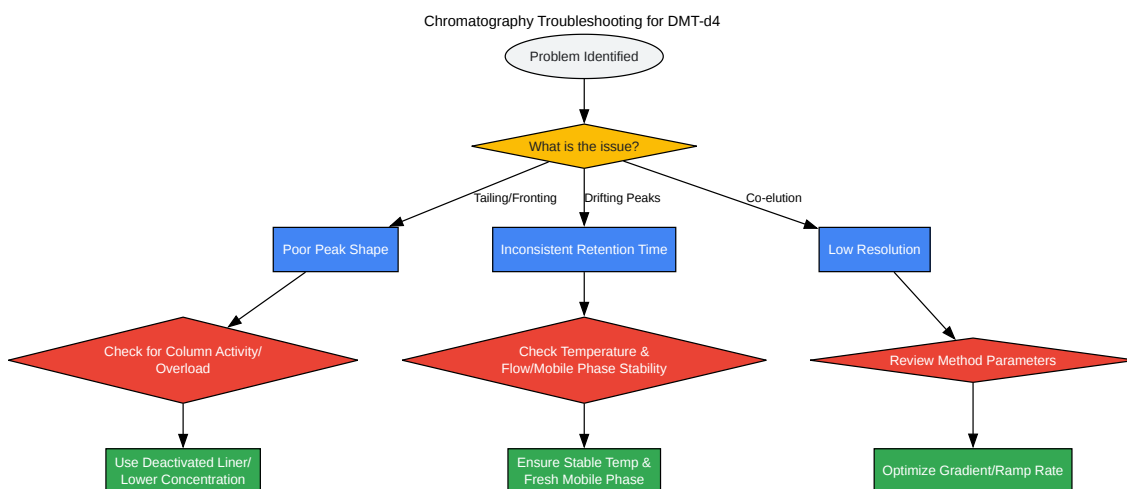 Chromatography Troubleshooting for DMT-d4
Problem Identified
What is the issue?
Tailing/Fronting
Drifting Peaks
Co-elution
Poor Peak Shape
Inconsistent Retention Time
Low Resolution
Check for Column Activity/
Overload
Check Temperature &
Flow/Mobile Phase Stability
Review Method Parameters
Use Deactivated Liner/
Lower Concentration
Ensure Stable Temp &
Fresh Mobile Phase
Optimize Gradient/Ramp Rate